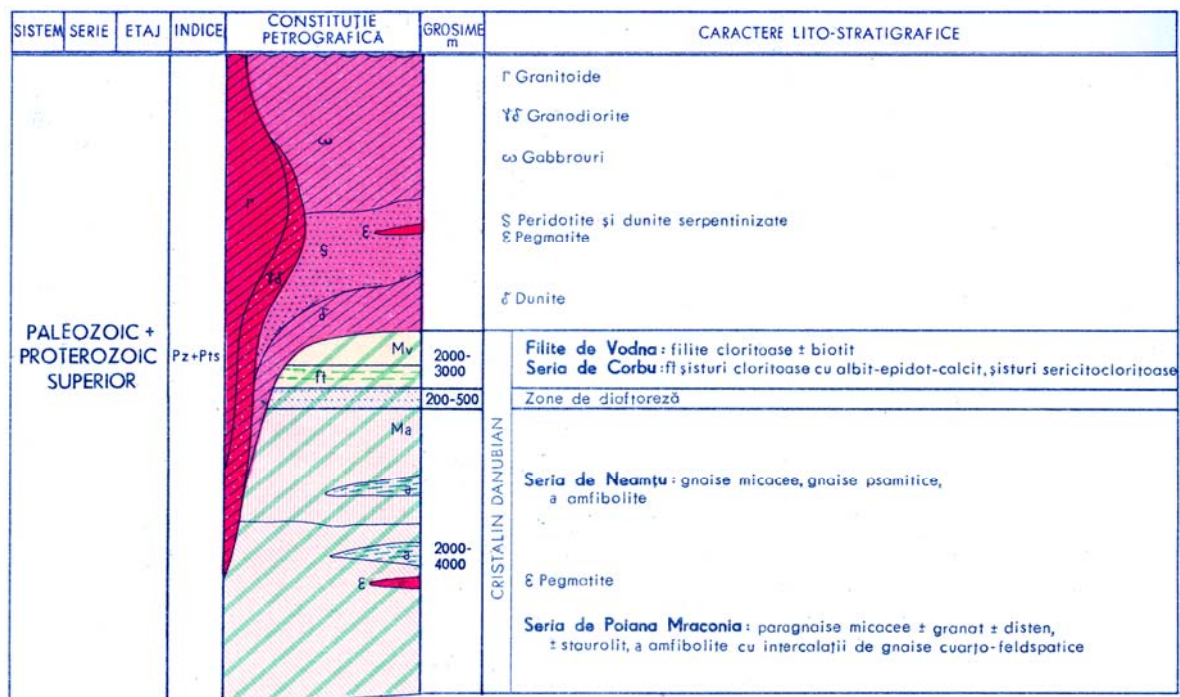 SISTEM SERIE ETAJ INDICE CONSTITUȚIE PETROGRAFICĂ GROSIME m CARACTERE LITO-STRATIGRAFICE
Γ Granitoide
γδ Granodiorite
ω
ω Gabbrouri
Γ
ε
Ș Peridotite și dunite serpentinizate
ε Pegmatite
Ș
γδ
δ Dunite
δ
PALEOZOIC +
PROTEROZOIC
SUPERIOR
Pz+Pts
Mv
2000-
3000
Filite de Vodna: filite cloritoase ± biotit
Seria de Corbu: fl șisturi cloritoase cu albit-epidot-calcit, șisturi sericitocloritoase
fl
200-500
Zone de diaftoreză
Ma
CRISTALIN DANUBIAN
Seria de Neamțu: gnaise micacee, gnaise psamitice,
a amfibolite
a
a
2000-
4000
ε
ε Pegmatite
Seria de Poiana Mraconia: paragnaise micacee ± granat ± disten,
± staurolit, a amfibolite cu intercalații de gnaise cuarțo-feldspatice